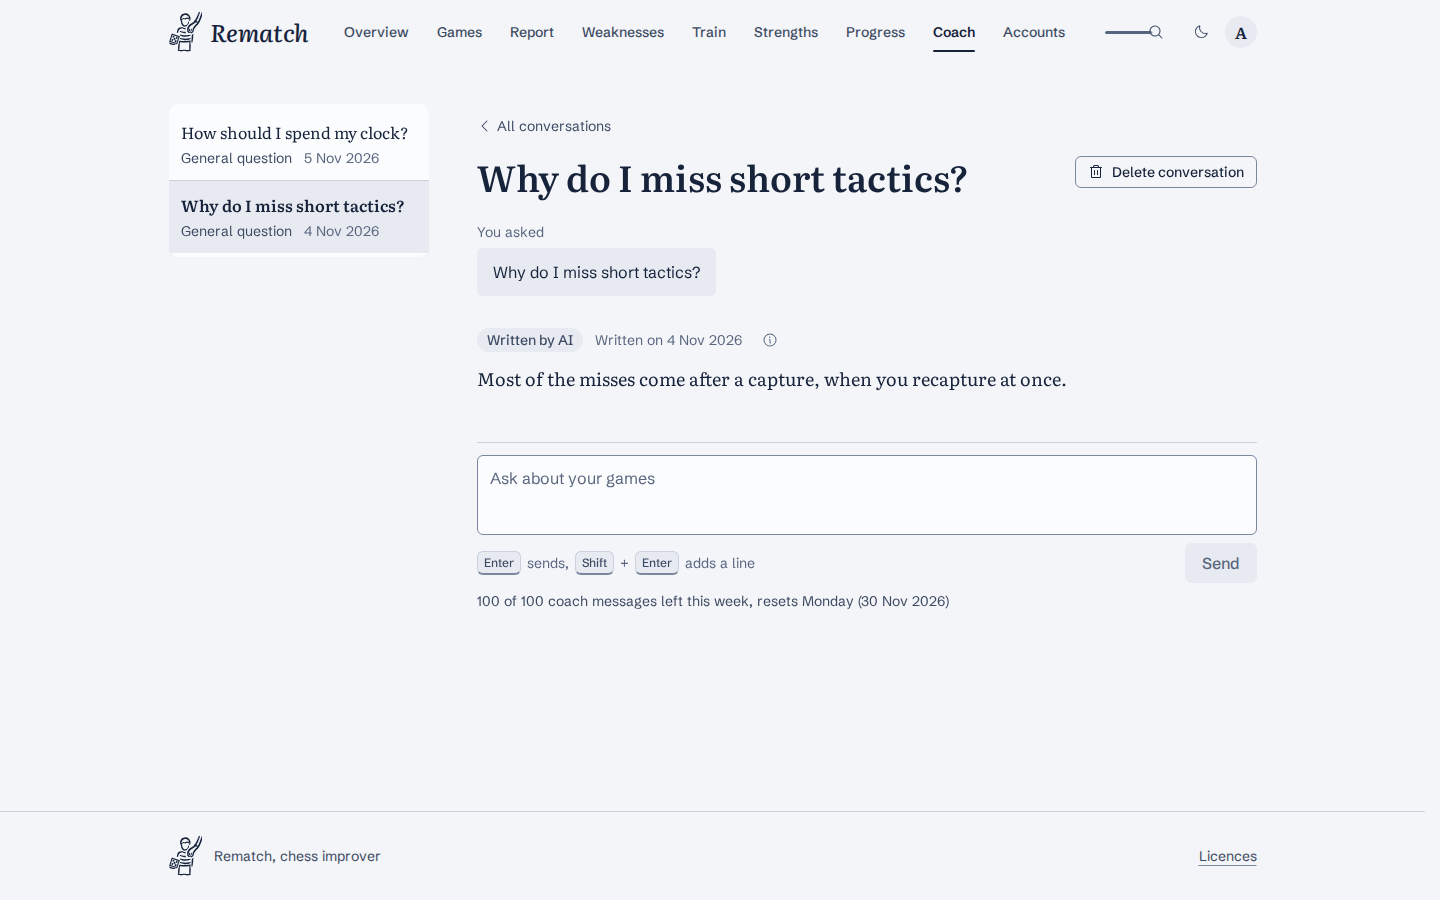 Rematch
Overview Games Report Weaknesses Train Strengths Progress Coach Accounts
A
How should I spend my clock?
General question 5 Nov 2026
Why do I miss short tactics?
General question 4 Nov 2026
All conversations
Why do I miss short tactics?
Delete conversation
You asked
Why do I miss short tactics?
Written by AI Written on 4 Nov 2026
Most of the misses come after a capture, when you recapture at once.
Ask about your games
Enter sends, Shift + Enter adds a line
Send
100 of 100 coach messages left this week, resets Monday (30 Nov 2026)
Rematch, chess improver
Licences